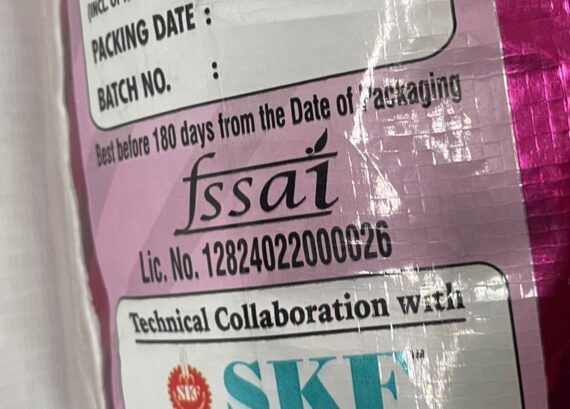 PACKING DATE :
BATCH NO. :
Best before 180 days from the Date of Packaging
fssai
Lic. No. 12824022000026
Technical Collaboration with
SKF